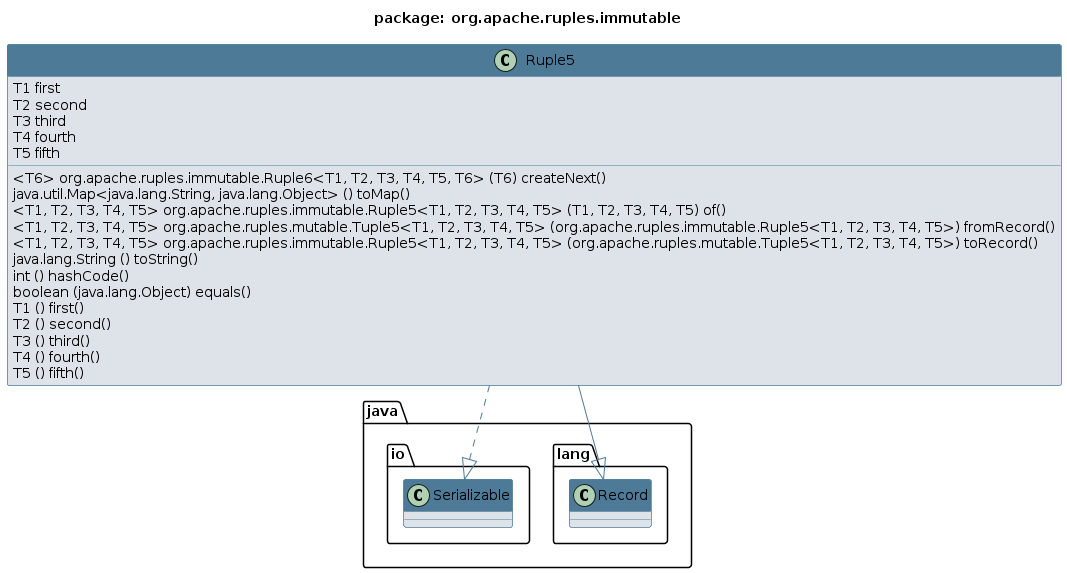 package: org.apache.ruples.immutable
C Ruple5
T1 first
T2 second
T3 third
T4 fourth
T5 fifth
<T6> org.apache.ruples.immutable.Ruple6<T1, T2, T3, T4, T5, T6> (T6) createNext()
java.util.Map<java.lang.String, java.lang.Object> () toMap()
<T1, T2, T3, T4, T5> org.apache.ruples.immutable.Ruple5<T1, T2, T3, T4, T5> (T1, T2, T3, T4, T5) of()
<T1, T2, T3, T4, T5> org.apache.ruples.mutable.Tuple5<T1, T2, T3, T4, T5> (org.apache.ruples.immutable.Ruple5<T1, T2, T3, T4, T5>) fromRecord()
<T1, T2, T3, T4, T5> org.apache.ruples.immutable.Ruple5<T1, T2, T3, T4, T5> (org.apache.ruples.mutable.Tuple5<T1, T2, T3, T4, T5>) toRecord()
java.lang.String () toString()
int () hashCode()
boolean (java.lang.Object) equals()
T1 () first()
T2 () second()
T3 () third()
T4 () fourth()
T5 () fifth()
java
io
lang
C Serializable
C Record